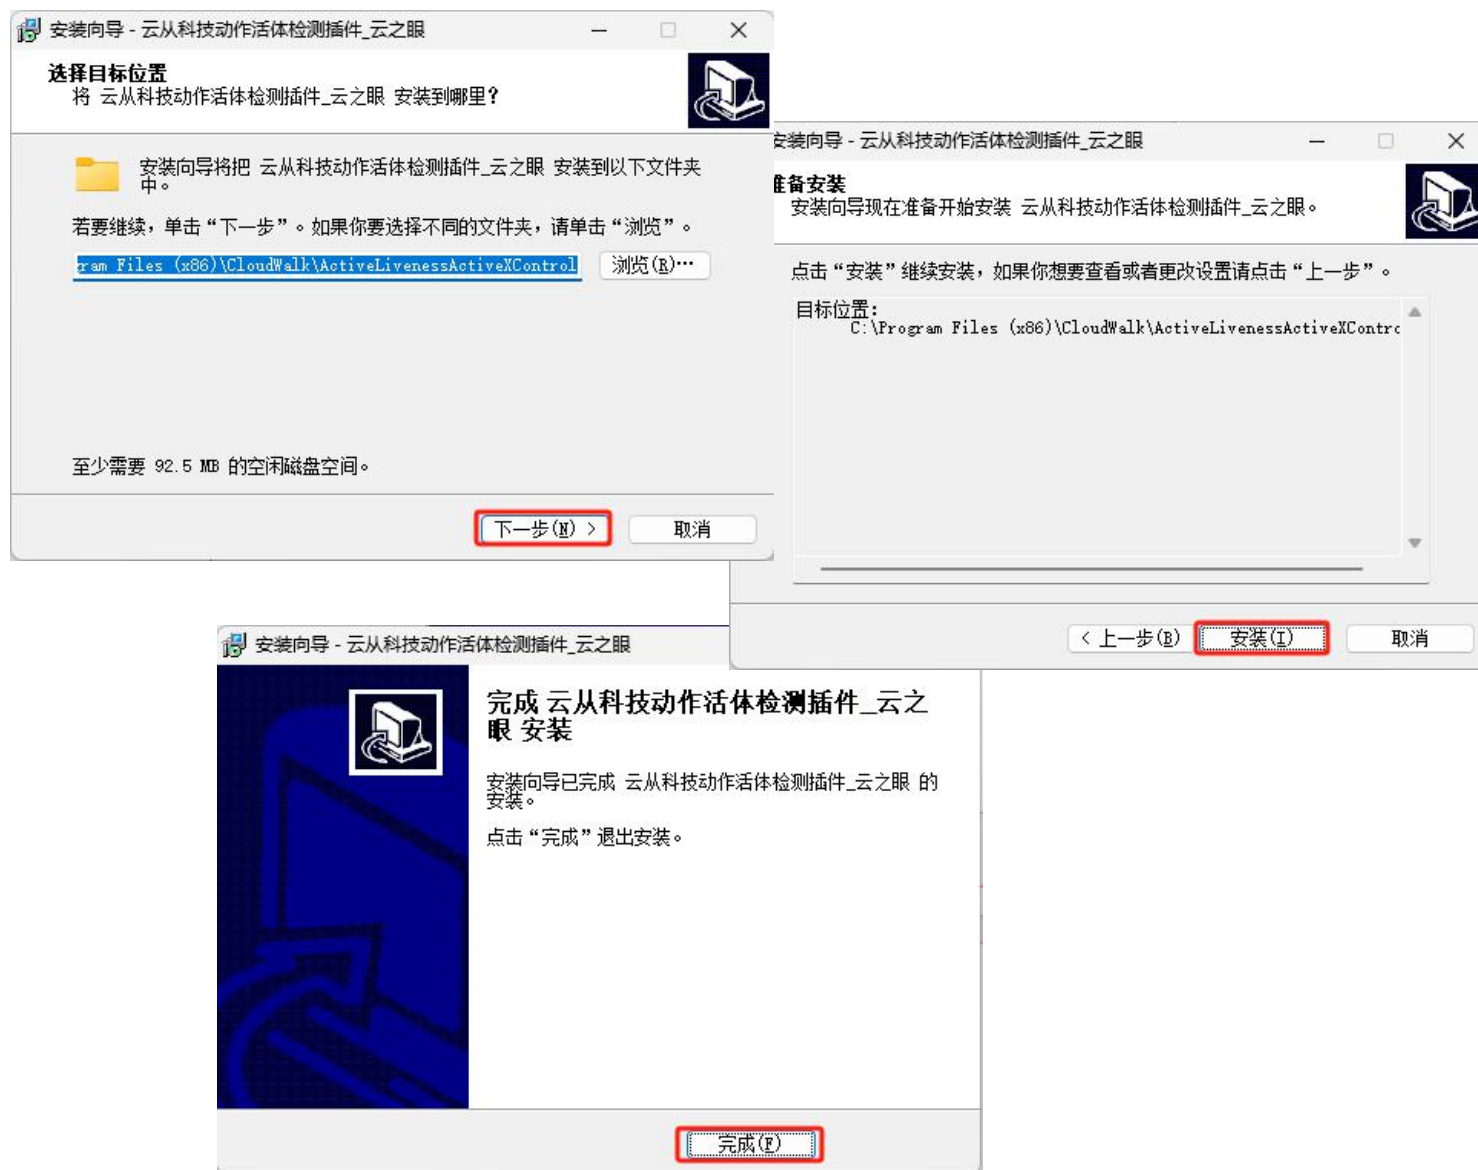 安装向导 - 云从科技动作活体检测插件_云之眼
选择目标位置
将 云从科技动作活体检测插件_云之眼 安装到哪里?
安装向导将把 云从科技动作活体检测插件_云之眼 安装到以下文件夹
中。
若要继续，单击“下一步”。如果你要选择不同的文件夹，请单击“浏览”。
gram Files (x86)\CloudWalk\ActiveLivenessActiveXControl
浏览(R)…
至少需要 92.5 MB 的空闲磁盘空间。
下一步(N) >
取消
安装向导 - 云从科技动作活体检测插件_云之眼
准备安装
安装向导现在准备开始安装 云从科技动作活体检测插件_云之眼。
点击“安装”继续安装，如果你想要查看或者更改设置请点击“上一步”。
目标位置:
C:\Program Files (x86)\CloudWalk\ActiveLivenessActiveXContro
< 上一步(B)
安装(I)
取消
安装向导 - 云从科技动作活体检测插件_云之眼
完成 云从科技动作活体检测插件_云之
眼 安装
安装向导已完成 云从科技动作活体检测插件_云之眼 的
安装。
点击“完成”退出安装。
完成(F)